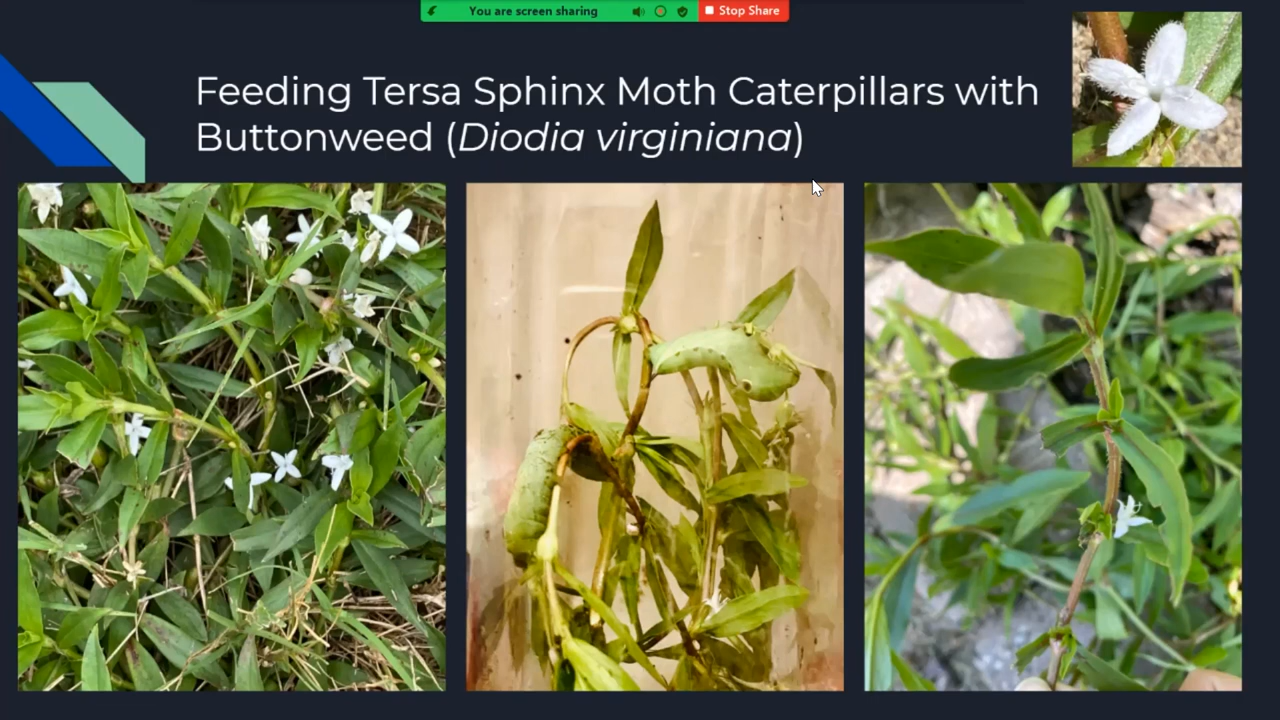 You are screen sharing
Stop Share
Feeding Tersa Sphinx Moth Caterpillars with
Buttonweed (Diodia virginiana)